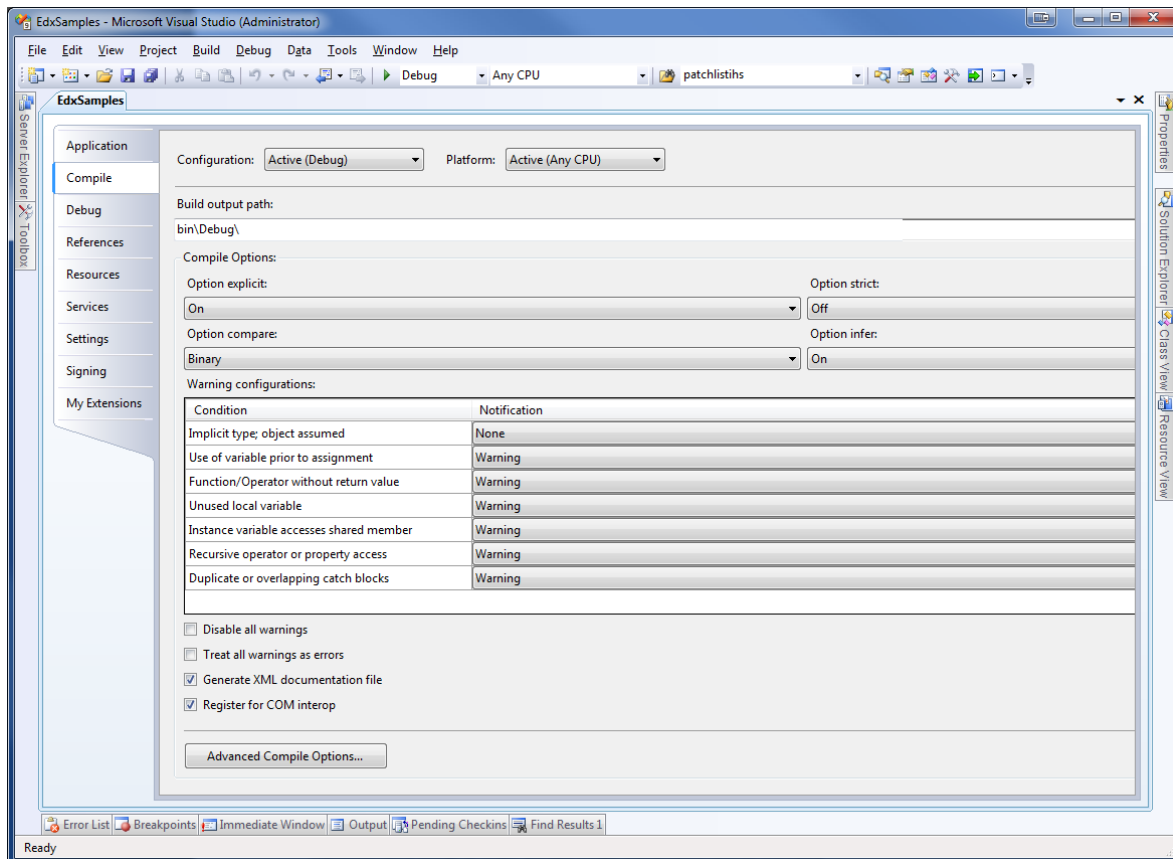 EdxSamples - Microsoft Visual Studio (Administrator)
File Edit View Project Build Debug Data Tools Window Help
Debug Any CPU patchlistihs
EdxSamples
Server Explorer
Toolbox
Application
Compile
Debug
References
Resources
Services
Settings
Signing
My Extensions
Configuration: Active (Debug) Platform: Active (Any CPU)
Build output path:
bin\Debug\
Compile Options:
Option explicit: Option strict:
On Off
Option compare: Option infer:
Binary On
Warning configurations:
Condition Notification
Implicit type; object assumed None
Use of variable prior to assignment Warning
Function/Operator without return value Warning
Unused local variable Warning
Instance variable accesses shared member Warning
Recursive operator or property access Warning
Duplicate or overlapping catch blocks Warning
Disable all warnings
Treat all warnings as errors
Generate XML documentation file
Register for COM interop
Advanced Compile Options...
Properties
Solution Explorer
Class View
Resource View
Error List Breakpoints Immediate Window Output Pending Checkins Find Results 1
Ready